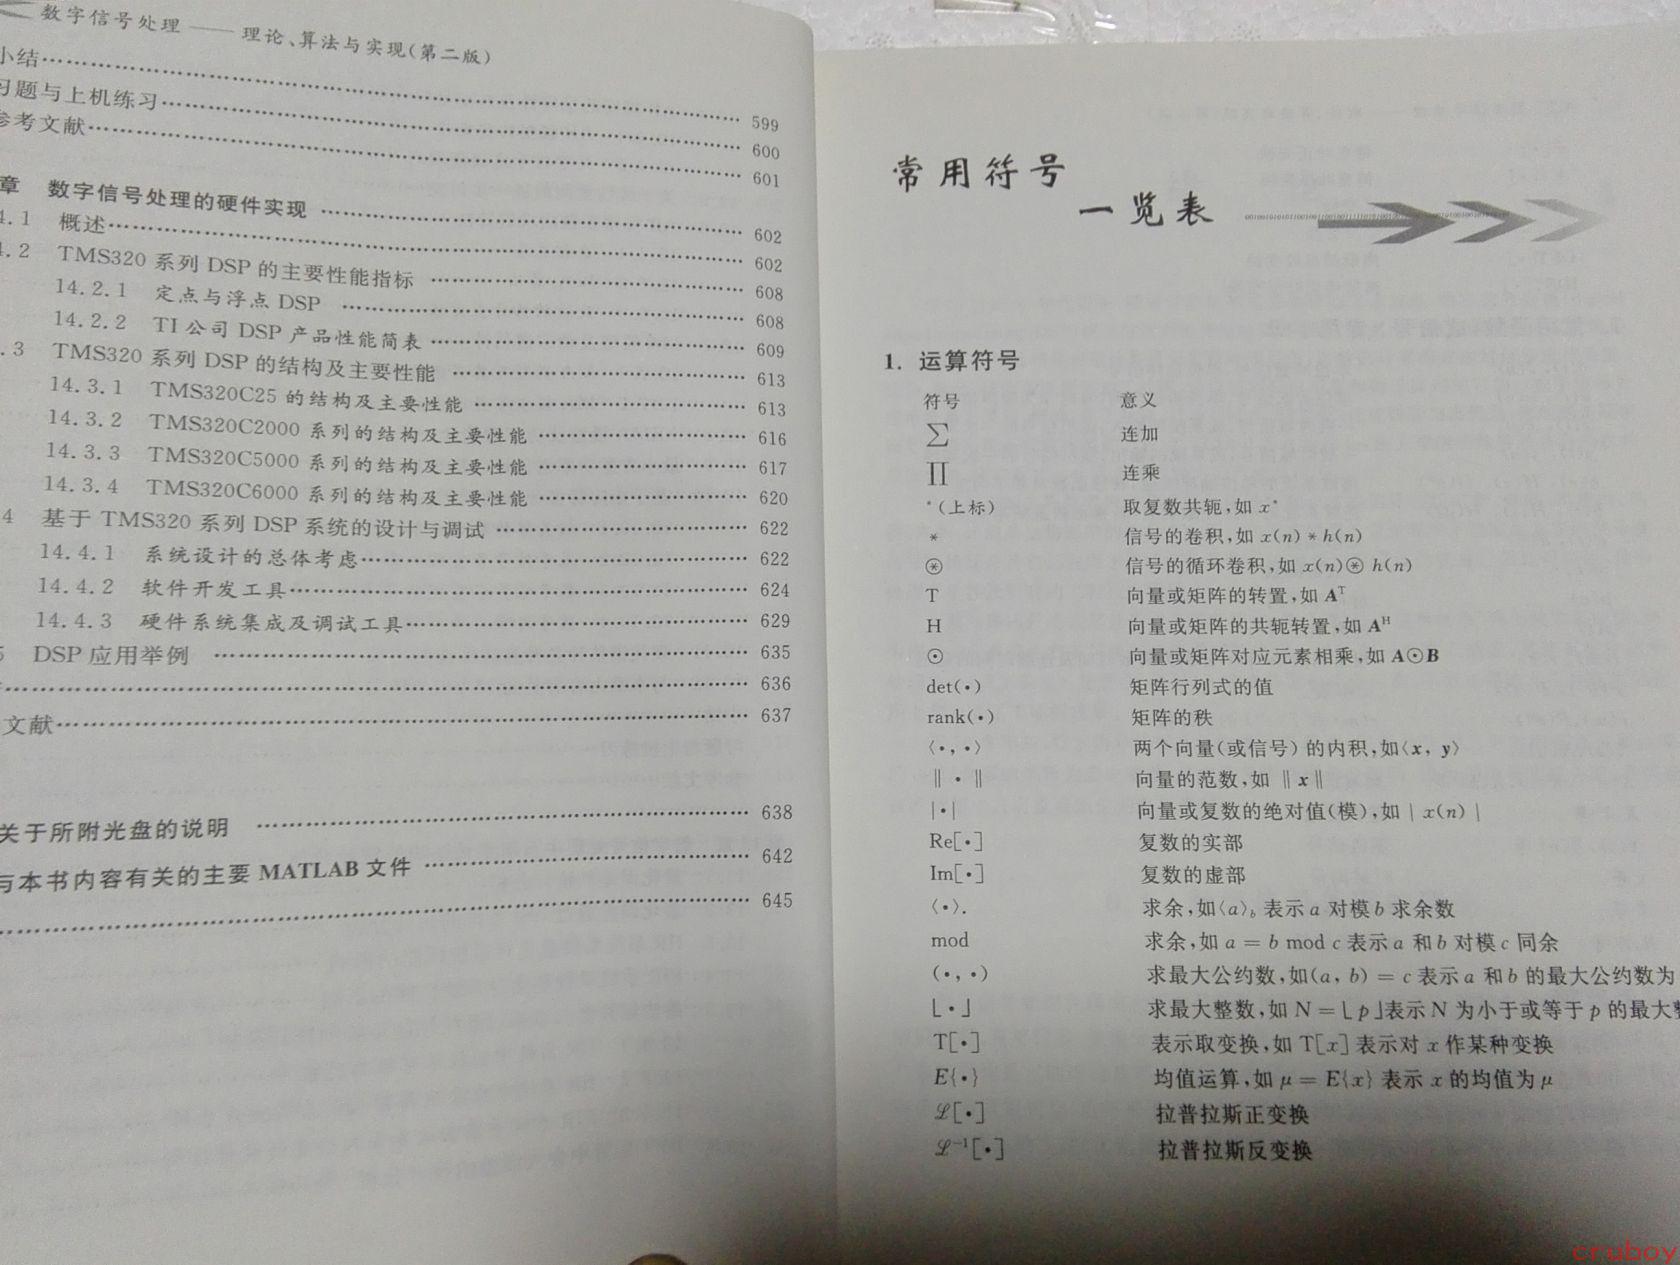 数字信号处理 —— 理论、算法与实现(第二版)
小结 …… 599
习题与上机练习 …… 600
参考文献 …… 601
章 数字信号处理的硬件实现 …… 602
4.1 概述 …… 602
4.2 TMS320 系列 DSP 的主要性能指标 …… 608
14.2.1 定点与浮点 DSP …… 608
14.2.2 TI 公司 DSP 产品性能简表 …… 609
.3 TMS320 系列 DSP 的结构及主要性能 …… 613
14.3.1 TMS320C25 的结构及主要性能 …… 613
14.3.2 TMS320C2000 系列的结构及主要性能 …… 616
14.3.3 TMS320C5000 系列的结构及主要性能 …… 617
14.3.4 TMS320C6000 系列的结构及主要性能 …… 620
4 基于 TMS320 系列 DSP 系统的设计与调试 …… 622
14.4.1 系统设计的总体考虑 …… 622
14.4.2 软件开发工具 …… 624
14.4.3 硬件系统集成及调试工具 …… 629
5 DSP 应用举例 …… 635
…… 636
文献 …… 637
关于所附光盘的说明 …… 638
与本书内容有关的主要 MATLAB 文件 …… 642
…… 645
常用符号
一览表
1. 运算符号
符号 意义
∑ 连加
∏ 连乘
*(上标) 取复数共轭,如 x*
* 信号的卷积,如 x(n) * h(n)
⊛ 信号的循环卷积,如 x(n)⊛ h(n)
T 向量或矩阵的转置,如 Aᵀ
H 向量或矩阵的共轭转置,如 Aᴴ
⊙ 向量或矩阵对应元素相乘,如 A⊙B
det(·) 矩阵行列式的值
rank(·) 矩阵的秩
〈·,·〉 两个向量(或信号)的内积,如〈x, y〉
‖·‖ 向量的范数,如 ‖x‖
|·| 向量或复数的绝对值(模),如 | x(n) |
Re[·] 复数的实部
Im[·] 复数的虚部
〈·〉. 求余,如〈a〉b 表示 a 对模 b 求余数
mod 求余,如 a = b mod c 表示 a 和 b 对模 c 同余
(·,·) 求最大公约数,如(a, b) = c 表示 a 和 b 的最大公约数为
⌊·⌋ 求最大整数,如 N = ⌊p⌋表示 N 为小于或等于 p 的最大整
T[·] 表示取变换,如 T[x] 表示对 x 作某种变换
E{·} 均值运算,如 μ = E{x} 表示 x 的均值为 μ
ℒ[·] 拉普拉斯正变换
ℒ⁻¹[·] 拉普拉斯反变换
cruboy